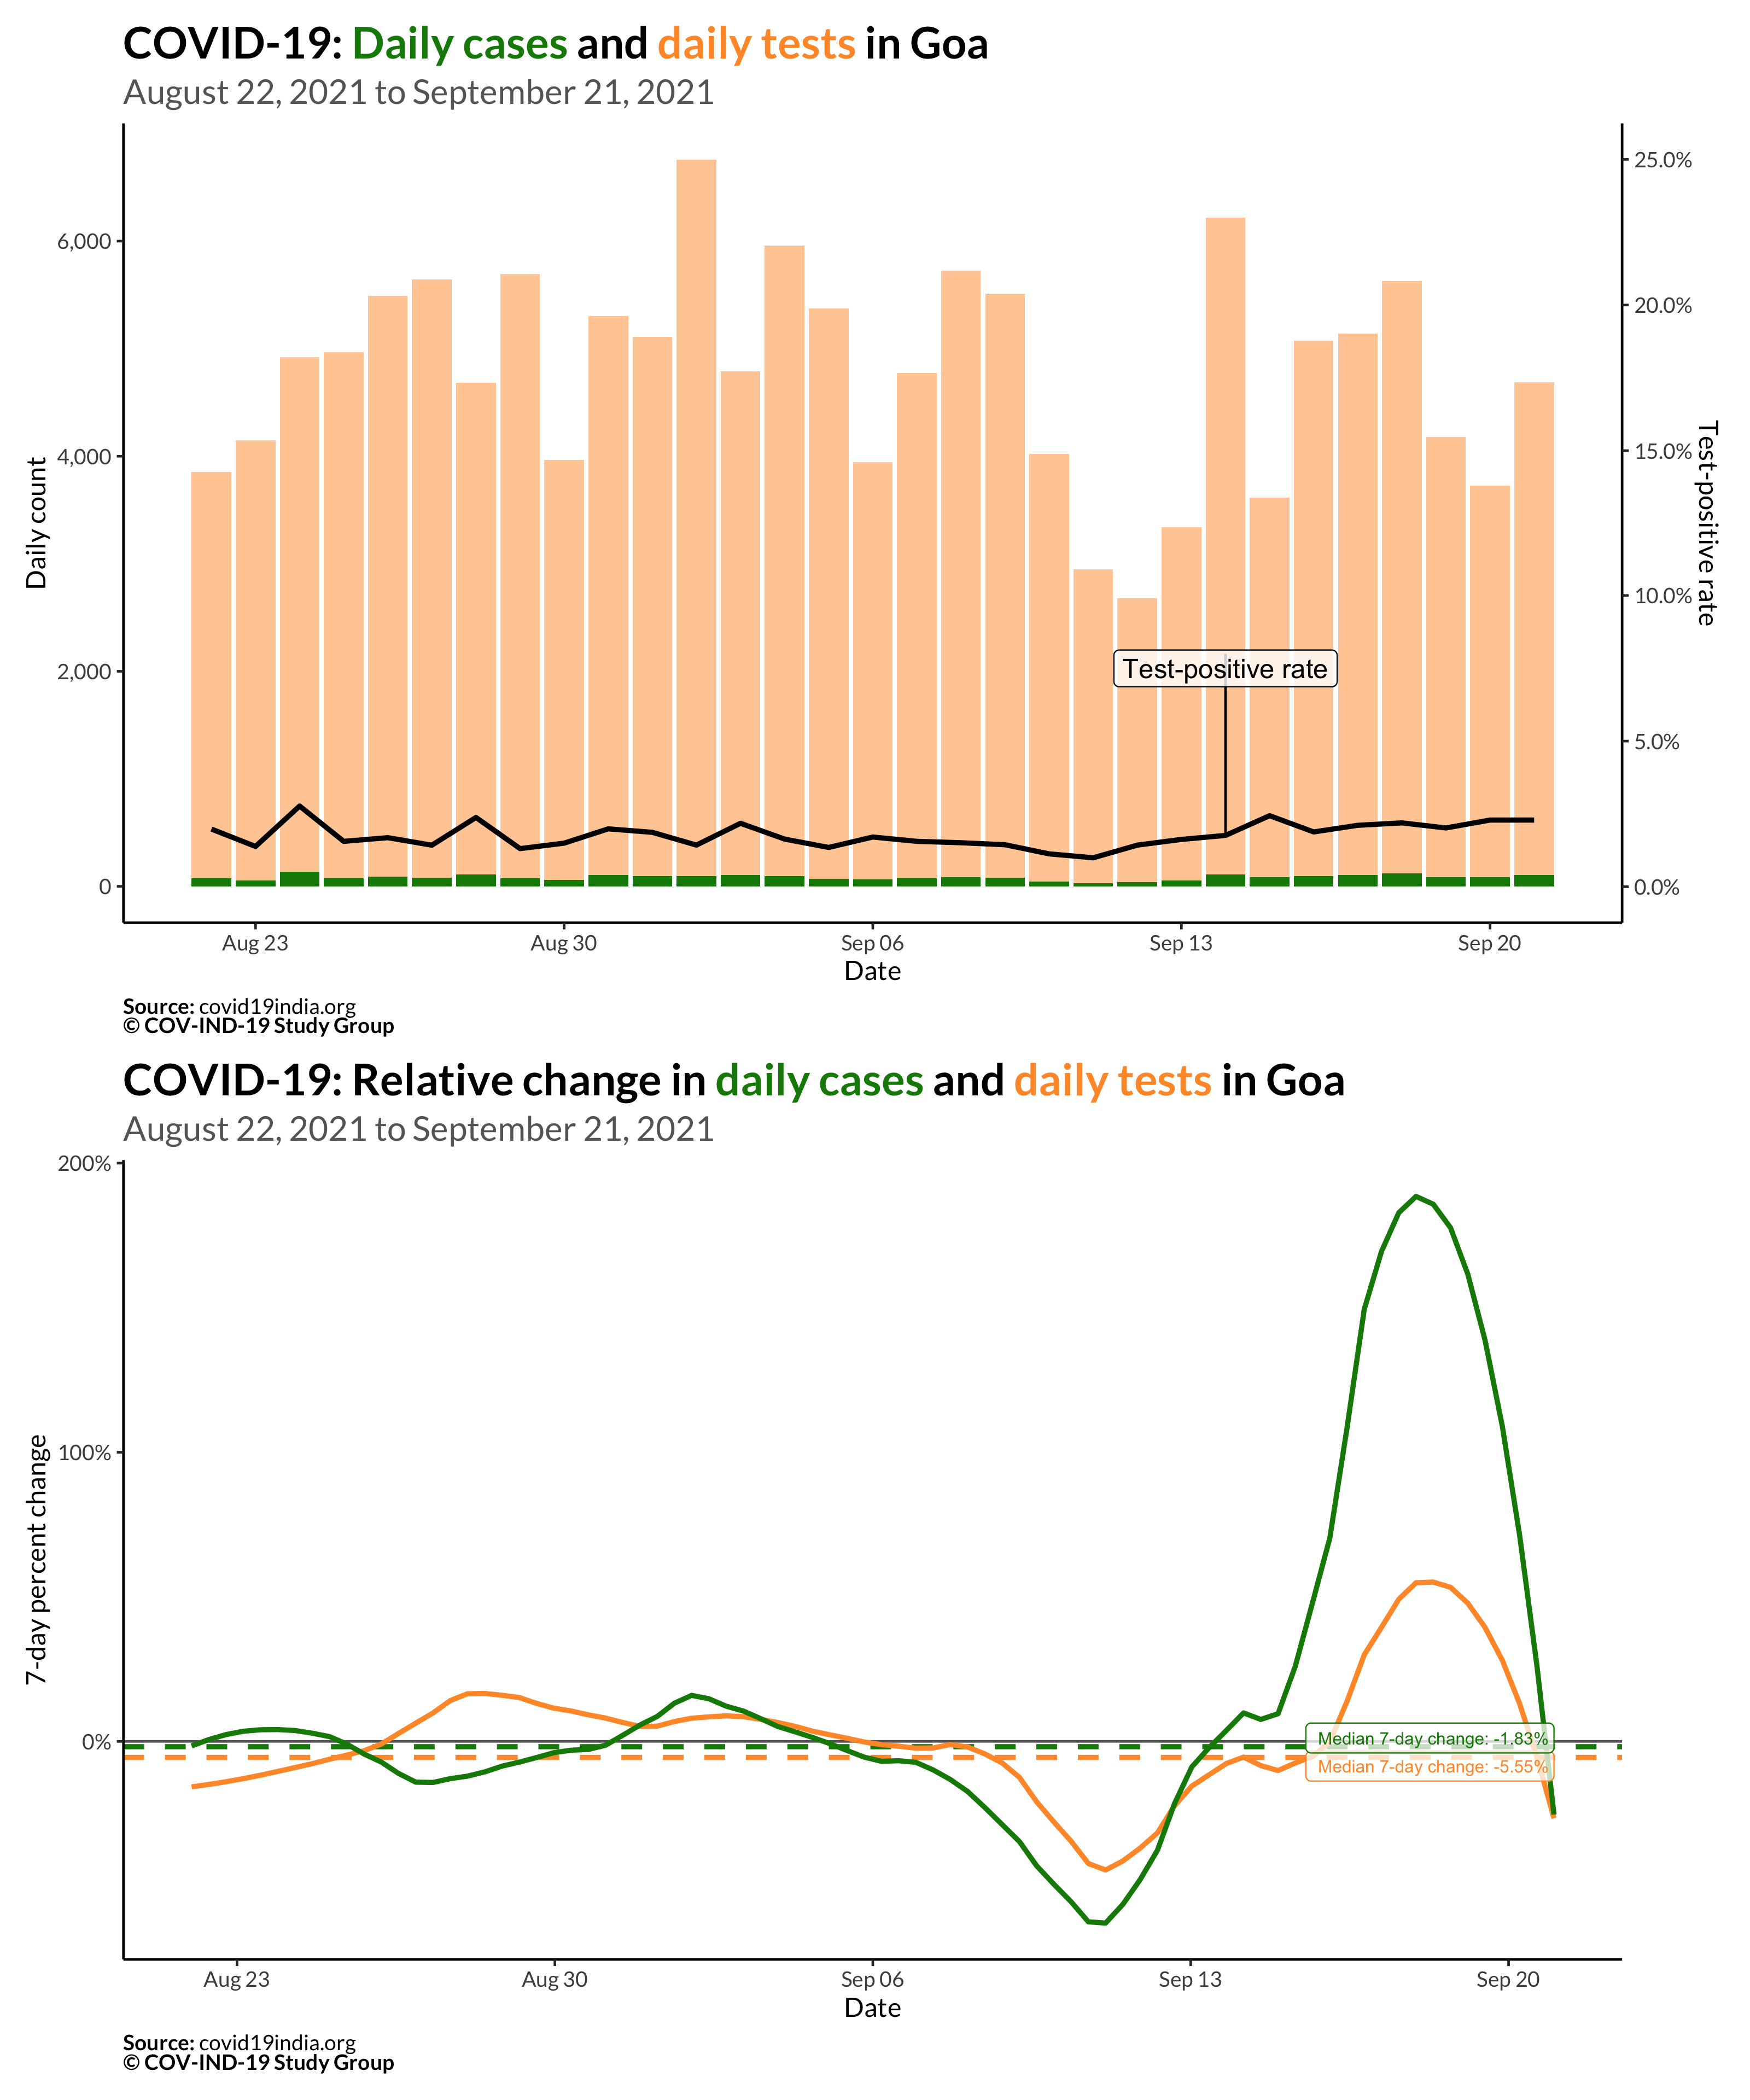 COVID-19: Daily cases and daily tests in Goa
August 22, 2021 to September 21, 2021
Daily count
6,000
4,000
2,000
0
25.0%
20.0%
15.0%
10.0%
5.0%
0.0%
Test-positive rate
Test-positive rate
Aug 23
Aug 30
Sep 06
Sep 13
Sep 20
Date
Source: covid19india.org
© COV-IND-19 Study Group
COVID-19: Relative change in daily cases and daily tests in Goa
August 22, 2021 to September 21, 2021
7-day percent change
200%
100%
0%
Median 7-day change: -1.83%
Median 7-day change: -5.55%
Aug 23
Aug 30
Sep 06
Sep 13
Sep 20
Date
Source: covid19india.org
© COV-IND-19 Study Group